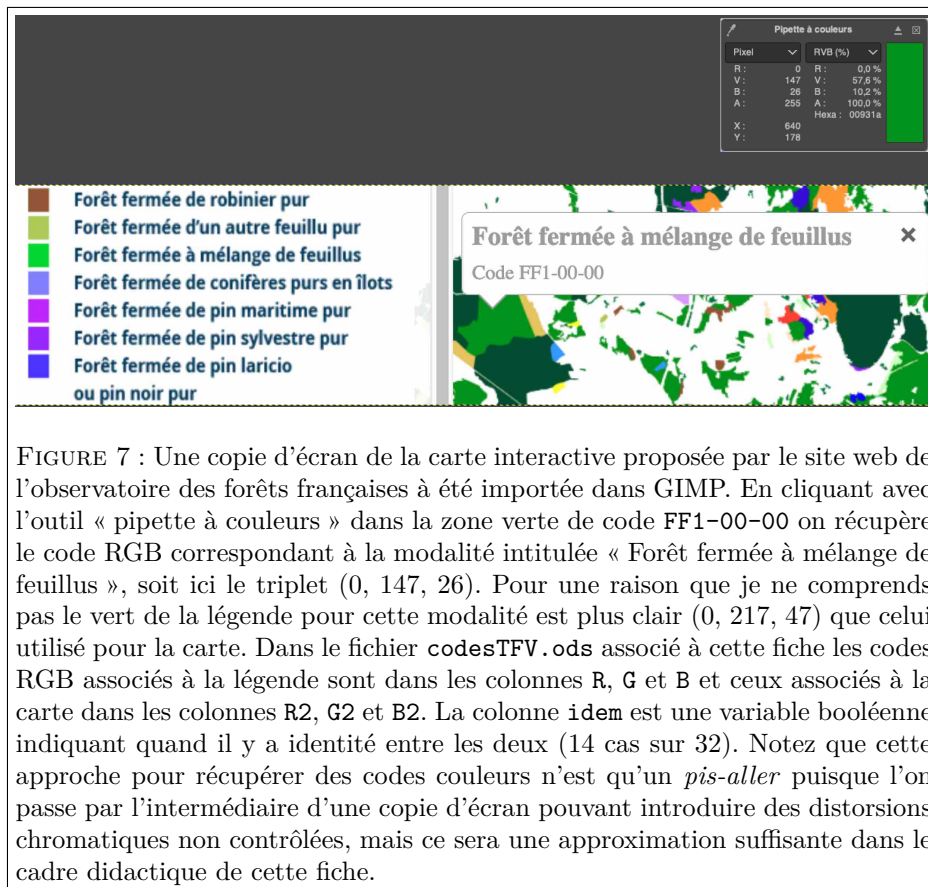 Pipette à couleurs
Pixel RVB (%)
R : 0 R : 0,0 %
V : 147 V : 57,6 %
B : 26 B : 10,2 %
A : 255 A : 100,0 %
Hexa : 00931a
X : 640
Y : 178
Forêt fermée de robinier pur
Forêt fermée d'un autre feuillu pur
Forêt fermée à mélange de feuillus
Forêt fermée de conifères purs en îlots
Forêt fermée de pin maritime pur
Forêt fermée de pin sylvestre pur
Forêt fermée de pin laricio
ou pin noir pur
Forêt fermée à mélange de feuillus
Code FF1-00-00
FIGURE 7 : Une copie d'écran de la carte interactive proposée par le site web de
l'observatoire des forêts françaises à été importée dans GIMP. En cliquant avec
l'outil « pipette à couleurs » dans la zone verte de code FF1-00-00 on récupère
le code RGB correspondant à la modalité intitulée « Forêt fermée à mélange de
feuillus », soit ici le triplet (0, 147, 26). Pour une raison que je ne comprends
pas le vert de la légende pour cette modalité est plus clair (0, 217, 47) que celui
utilisé pour la carte. Dans le fichier codesTFV.ods associé à cette fiche les codes
RGB associés à la légende sont dans les colonnes R, G et B et ceux associés à la
carte dans les colonnes R2, G2 et B2. La colonne idem est une variable booléenne
indiquant quand il y a identité entre les deux (14 cas sur 32). Notez que cette
approche pour récupérer des codes couleurs n'est qu'un pis-aller puisque l'on
passe par l'intermédiaire d'une copie d'écran pouvant introduire des distorsions
chromatiques non contrôlées, mais ce sera une approximation suffisante dans le
cadre didactique de cette fiche.